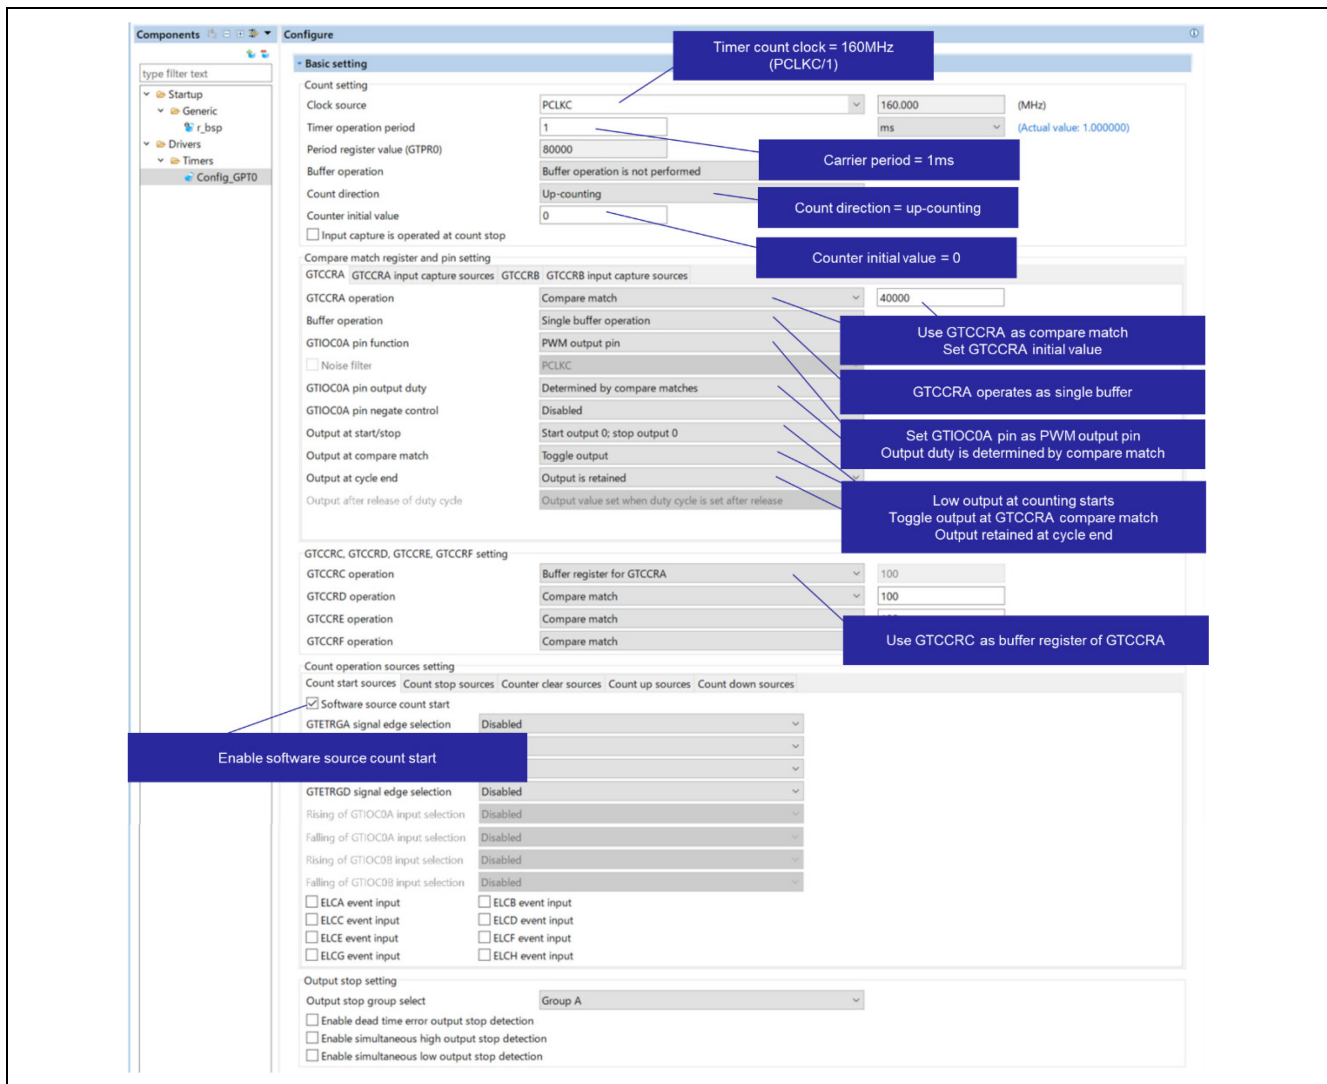 Components
Configure
type filter text
Startup
Generic
r_bsp
Drivers
Timers
Config_GPT0
Timer count clock = 160MHz
(PCLKC/1)
Basic setting
Count setting
Clock source PCLKC 160.000 (MHz)
Timer operation period 1 ms (Actual value: 1.000000)
Period register value (GTPR0) 80000
Carrier period = 1ms
Buffer operation Buffer operation is not performed
Count direction Up-counting
Count direction = up-counting
Counter initial value 0
Input capture is operated at count stop
Counter initial value = 0
Compare match register and pin setting
GTCCRA GTCCRA input capture sources GTCCRB GTCCRB input capture sources
GTCCRA operation Compare match 40000
Buffer operation Single buffer operation
Use GTCCRA as compare match
Set GTCCRA initial value
GTIOC0A pin function PWM output pin
Noise filter PCLKC
GTIOC0A pin output duty Determined by compare matches
GTCCRA operates as single buffer
GTIOC0A pin negate control Disabled
Output at start/stop Start output 0; stop output 0
Set GTIOC0A pin as PWM output pin
Output duty is determined by compare match
Output at compare match Toggle output
Output at cycle end Output is retained
Output after release of duty cycle Output value set when duty cycle is set after release
Low output at counting starts
Toggle output at GTCCRA compare match
Output retained at cycle end
GTCCRC, GTCCRD, GTCCRE, GTCCRF setting
GTCCRC operation Buffer register for GTCCRA 100
GTCCRD operation Compare match 100
GTCCRE operation Compare match
GTCCRF operation Compare match
Use GTCCRC as buffer register of GTCCRA
Count operation sources setting
Count start sources Count stop sources Counter clear sources Count up sources Count down sources
Software source count start
GTETRGA signal edge selection Disabled
Enable software source count start
GTETRGD signal edge selection Disabled
Rising of GTIOC0A input selection Disabled
Falling of GTIOC0A input selection Disabled
Rising of GTIOC0B input selection Disabled
Falling of GTIOC0B input selection Disabled
ELCA event input ELCB event input
ELCC event input ELCD event input
ELCE event input ELCF event input
ELCG event input ELCH event input
Output stop setting
Output stop group select Group A
Enable dead time error output stop detection
Enable simultaneous high output stop detection
Enable simultaneous low output stop detection